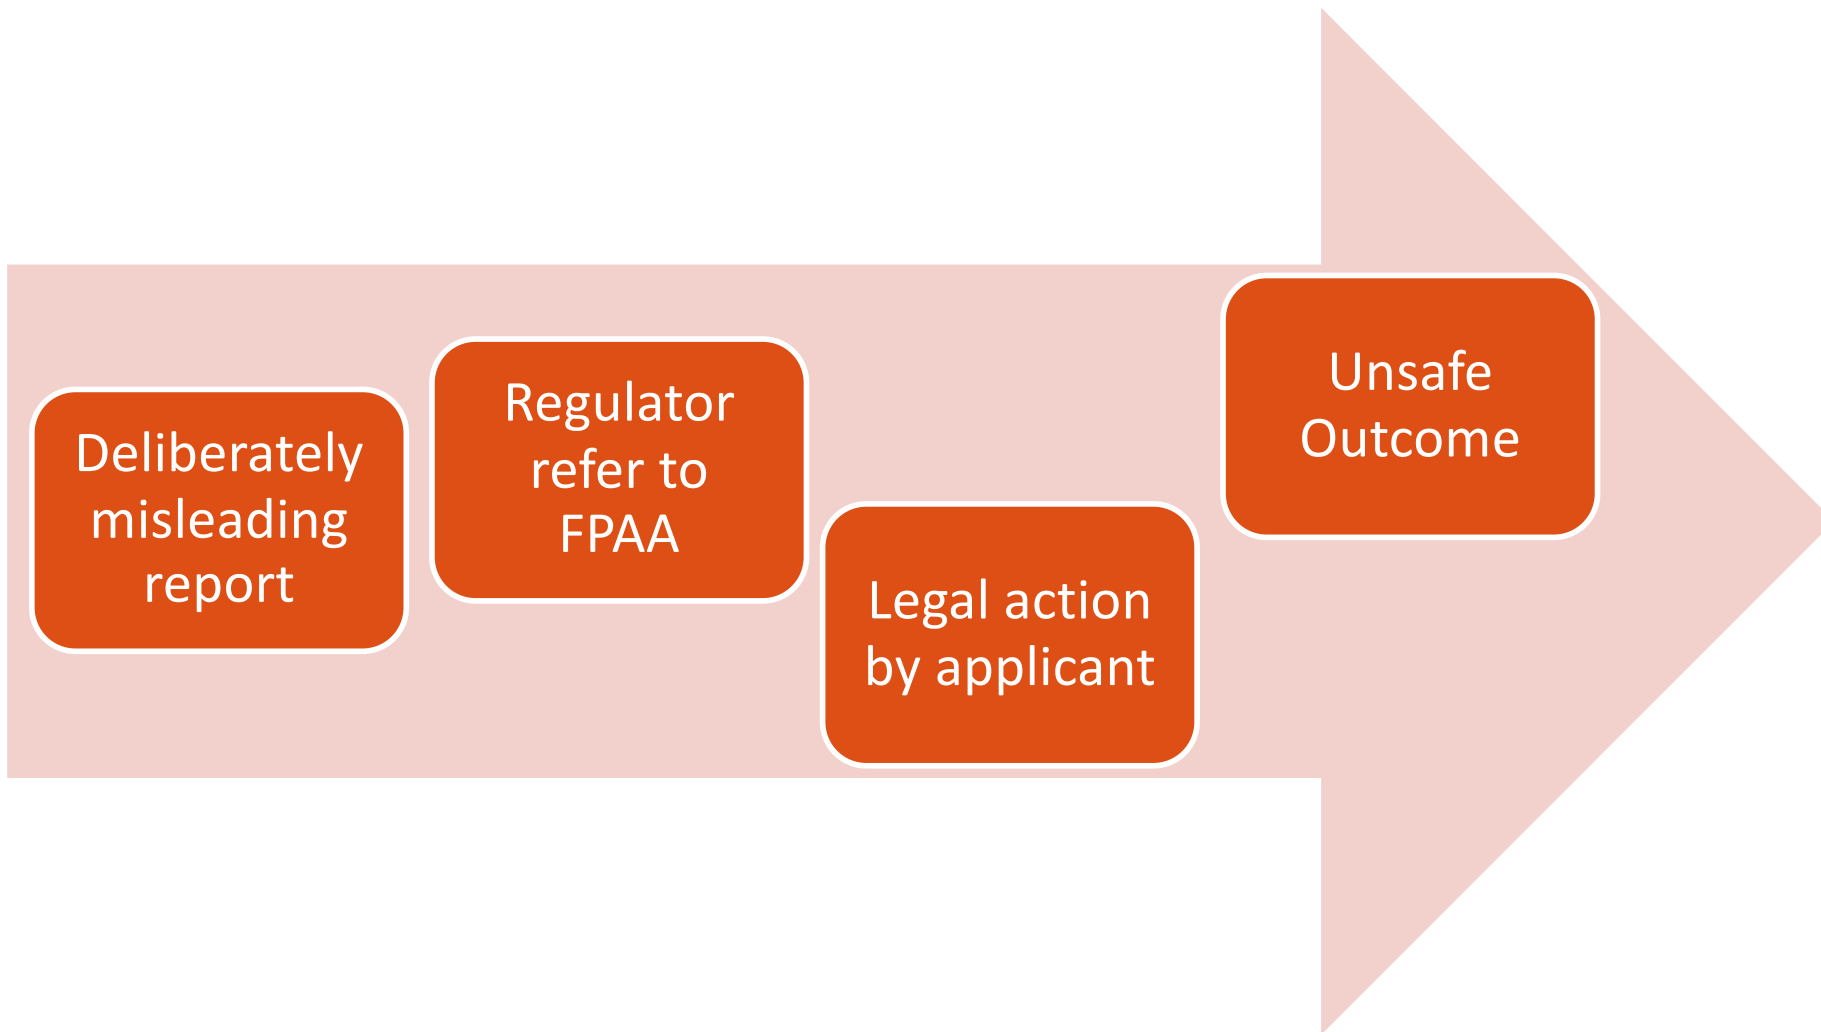 Deliberately
misleading
report
Regulator
refer to
FPAA
Legal action
by applicant
Unsafe
Outcome